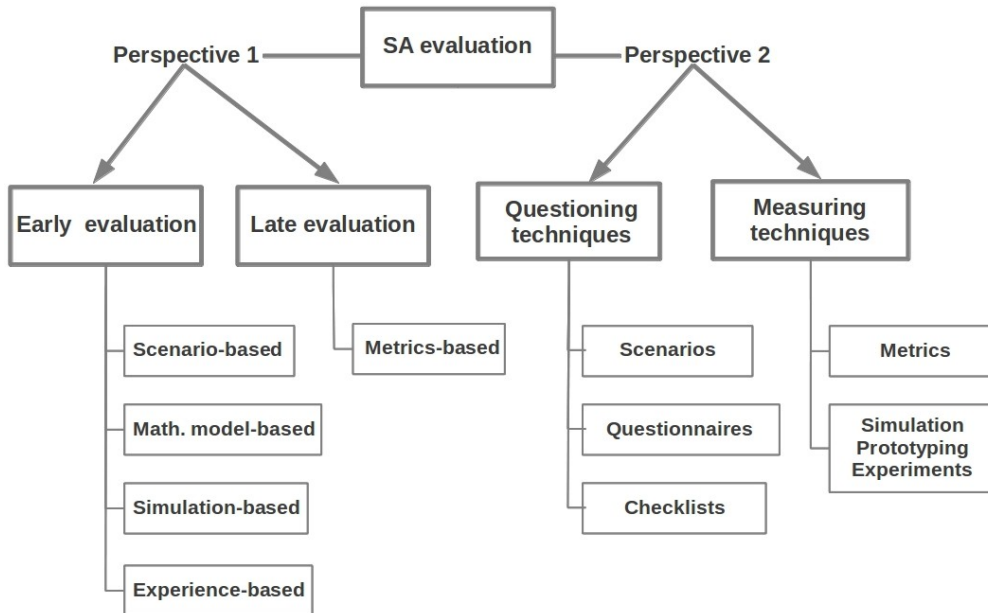 SA evaluation
Perspective 1
Perspective 2
Early evaluation
Late evaluation
Questioning
techniques
Measuring
techniques
Scenario-based
Math. model-based
Simulation-based
Experience-based
Metrics-based
Scenarios
Questionnaires
Checklists
Metrics
Simulation
Prototyping
Experiments